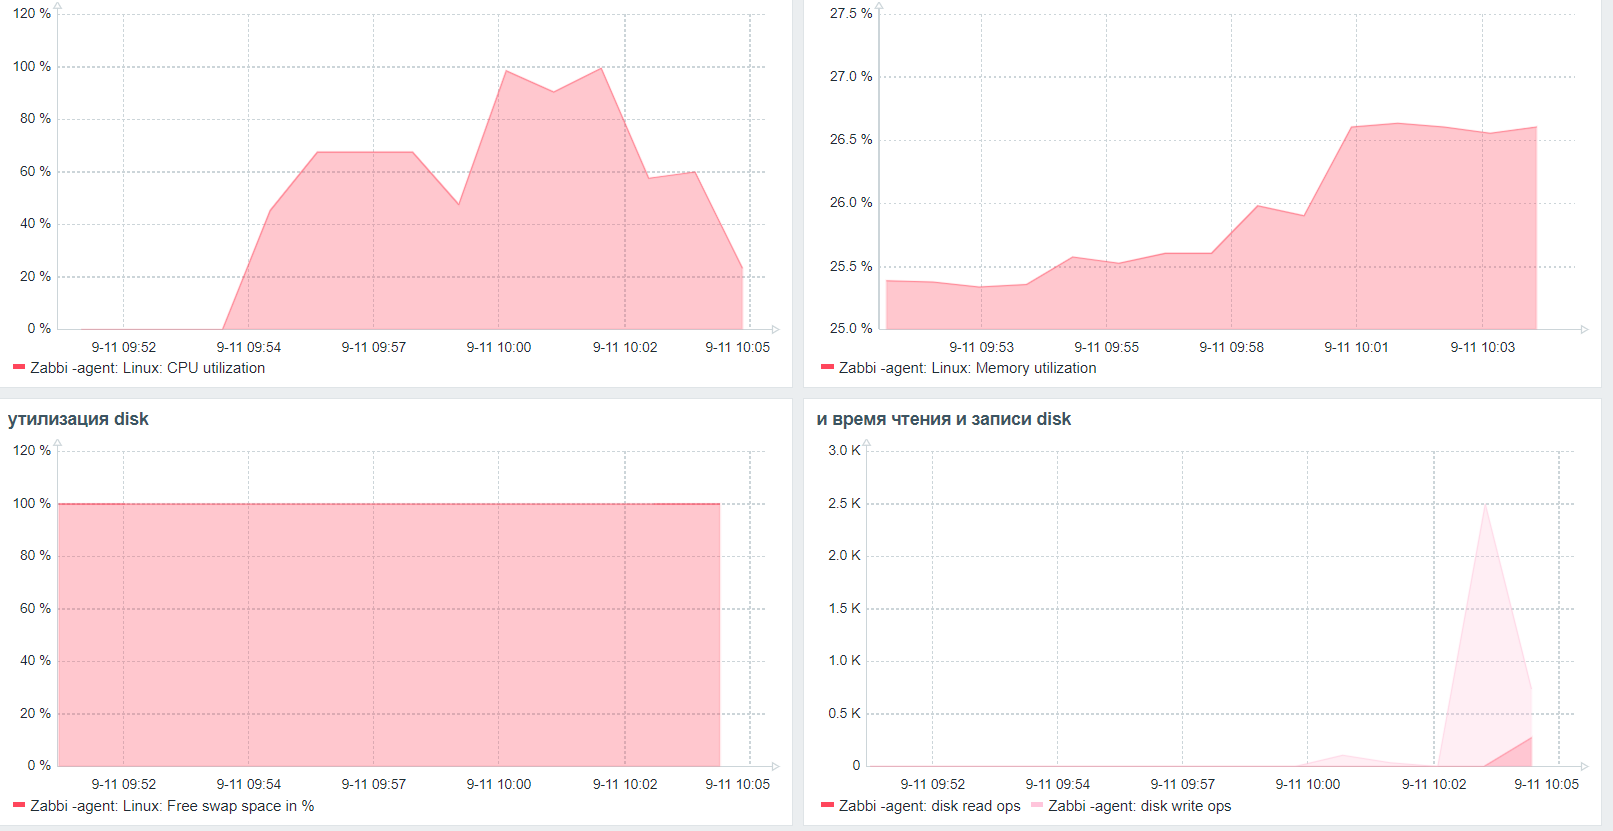 120 %
100 %
80 %
60 %
40 %
20 %
0 %
9-11 09:52 9-11 09:54 9-11 09:57 9-11 10:00 9-11 10:02 9-11 10:05
Zabbi -agent: Linux: CPU utilization
27.5 %
27.0 %
26.5 %
26.0 %
25.5 %
25.0 %
9-11 09:53 9-11 09:55 9-11 09:58 9-11 10:01 9-11 10:03
Zabbi -agent: Linux: Memory utilization
утилизация disk
120 %
100 %
80 %
60 %
40 %
20 %
0 %
9-11 09:52 9-11 09:54 9-11 09:57 9-11 10:00 9-11 10:02 9-11 10:05
Zabbi -agent: Linux: Free swap space in %
и время чтения и записи disk
3.0 K
2.5 K
2.0 K
1.5 K
1.0 K
0.5 K
0
9-11 09:52 9-11 09:54 9-11 09:57 9-11 10:00 9-11 10:02 9-11 10:05
Zabbi -agent: disk read ops Zabbi -agent: disk write ops